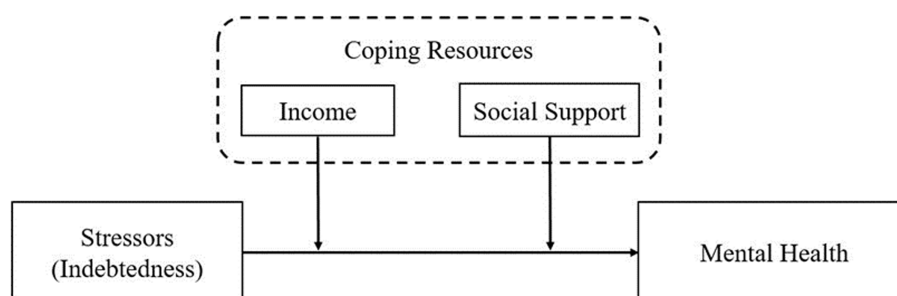 Coping Resources
Income
Social Support
Stressors
(Indebtedness)
Mental Health